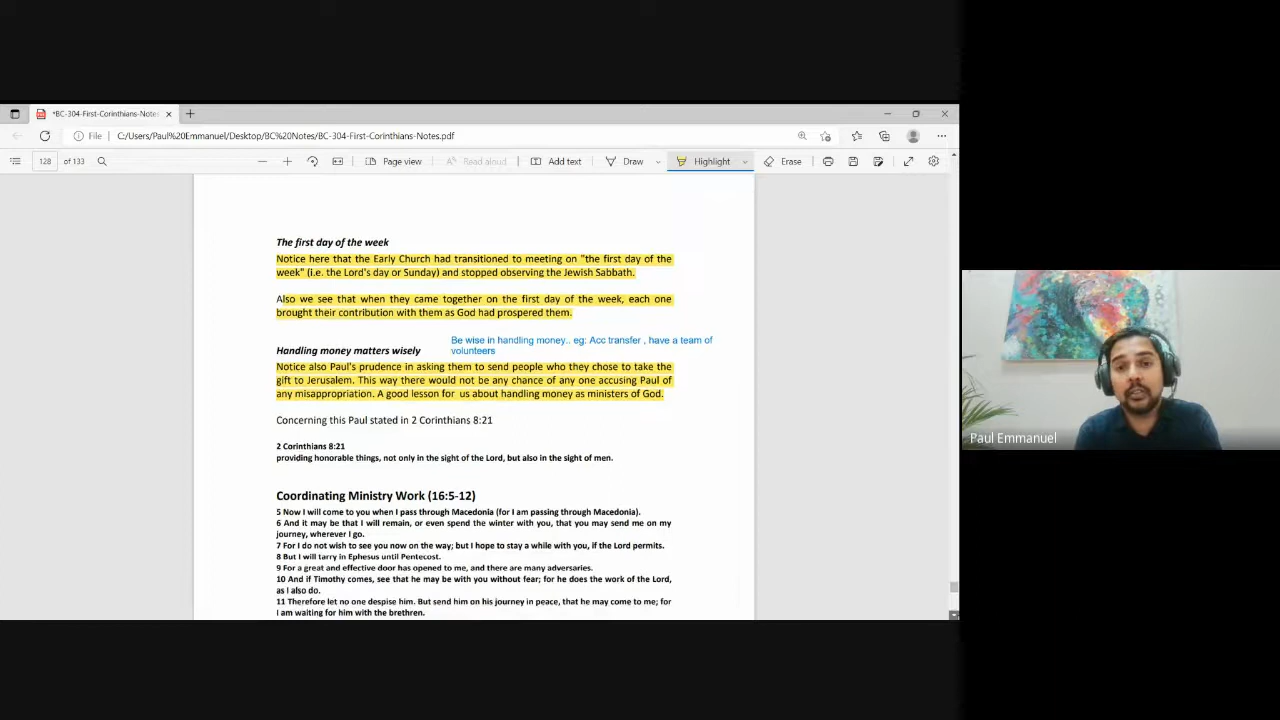 *BC-304-First-Corinthians-Notes
File
C:/Users/Paul%20Emmanuel/Desktop/BC%20Notes/BC-304-First-Corinthians-Notes.pdf
128 of 133
Page view
Read aloud
Add text
Draw
Highlight
Erase
The first day of the week
Notice here that the Early Church had transitioned to meeting on "the first day of the
week" (i.e. the Lord's day or Sunday) and stopped observing the Jewish Sabbath.
Also we see that when they came together on the first day of the week, each one
brought their contribution with them as God had prospered them.
Be wise in handling money.. eg: Acc transfer , have a team of
volunteers
Handling money matters wisely
Notice also Paul's prudence in asking them to send people who they chose to take the
gift to Jerusalem. This way there would not be any chance of any one accusing Paul of
any misappropriation. A good lesson for us about handling money as ministers of God.
Concerning this Paul stated in 2 Corinthians 8:21
2 Corinthians 8:21
providing honorable things, not only in the sight of the Lord, but also in the sight of men.
Coordinating Ministry Work (16:5-12)
5 Now I will come to you when I pass through Macedonia (for I am passing through Macedonia).
6 And it may be that I will remain, or even spend the winter with you, that you may send me on my
journey, wherever I go.
7 For I do not wish to see you now on the way; but I hope to stay a while with you, if the Lord permits.
8 But I will tarry in Ephesus until Pentecost.
9 For a great and effective door has opened to me, and there are many adversaries.
10 And if Timothy comes, see that he may be with you without fear; for he does the work of the Lord,
as I also do.
11 Therefore let no one despise him. But send him on his journey in peace, that he may come to me; for
I am waiting for him with the brethren.
Paul Emmanuel